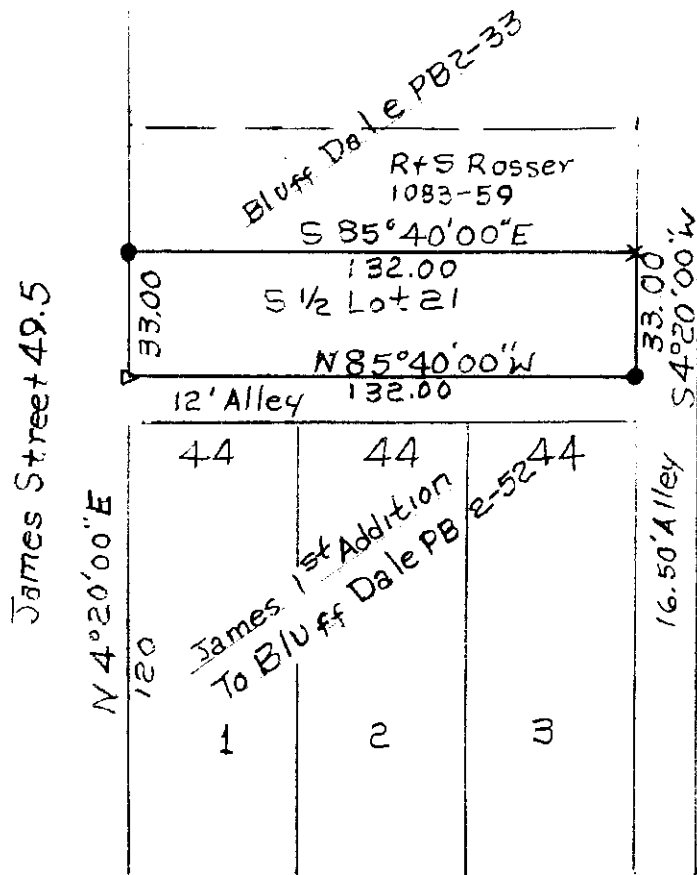 Bluff Dale PB2-33
R+S Rosser
1083-59
S 85°40'00"E
132.00
33.00
S 1/2 Lot 21
33.00
S4°20'00"W
N85°40'00"W
132.00
James Street 49.5
12' Alley
44
44
44
James 1st Addition
To Bluff Dale PB 2-52
N 4°20'00"E
120
16.50' Alley
1
2
3